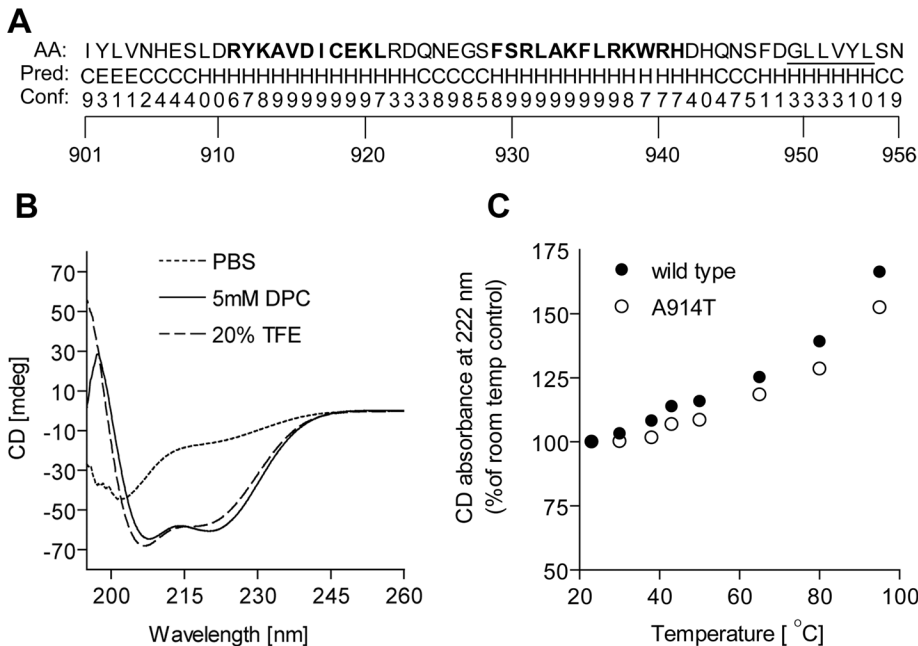 A
AA: IYLVNHESLDRYKAVDICEKLRDQNEGSFSRLAKFLRKWRHDHQNSFDGLLVYLSN
Pred: CEEECCCCHHHHHHHHHHHHHHHCCCCCHHHHHHHHHHHHHHHCCCHHHHHHHHCC
Conf: 93112444006789999999733389858999999998777404751133331019
901 910 920 930 940 950 956
B
70
50
30
10
-10
-30
-50
-70
CD [mdeg]
PBS
5mM DPC
20% TFE
200 215 230 245 260
Wavelength [nm]
C
175
150
125
100
75
50
CD absorbance at 222 nm
(% of room temp control)
wild type
A914T
20 40 60 80 100
Temperature [ °C]